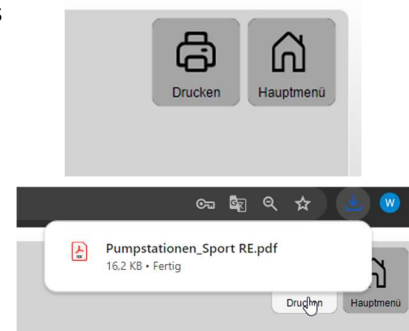 s
Drucken
Hauptmenü
W
Pumpstationen_Sport RE.pdf
16,2 KB • Fertig
Drucken
Hauptmenü